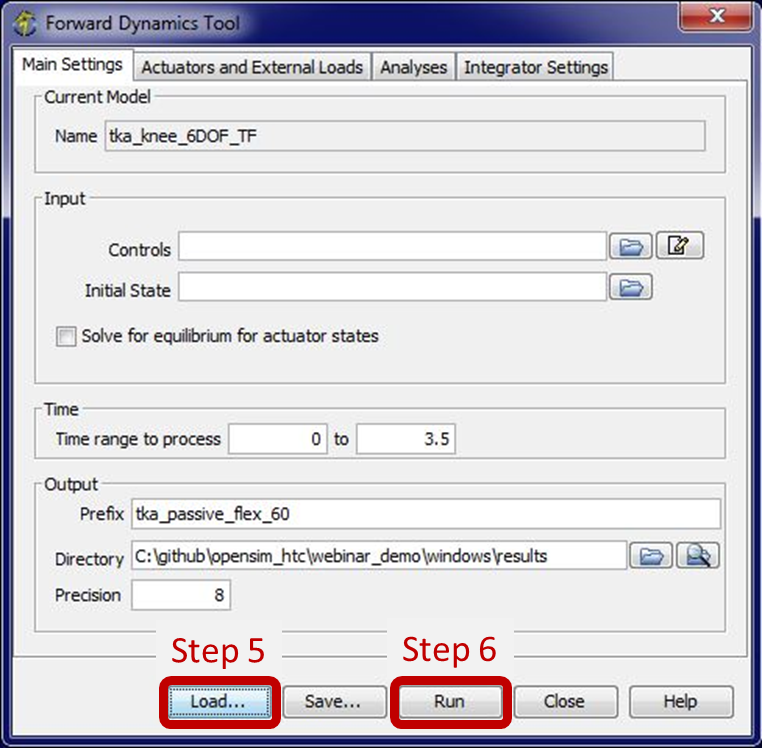 Forward Dynamics Tool
Main Settings Actuators and External Loads Analyses Integrator Settings
Current Model
Name tka_knee_6DOF_TF
Input
Controls
Initial State
Solve for equilibrium for actuator states
Time
Time range to process 0 to 3.5
Output
Prefix tka_passive_flex_60
Directory C:\github\opensim_htc\webinar_demo\windows\results
Precision 8
Step 5 Step 6
Load... Save... Run Close Help